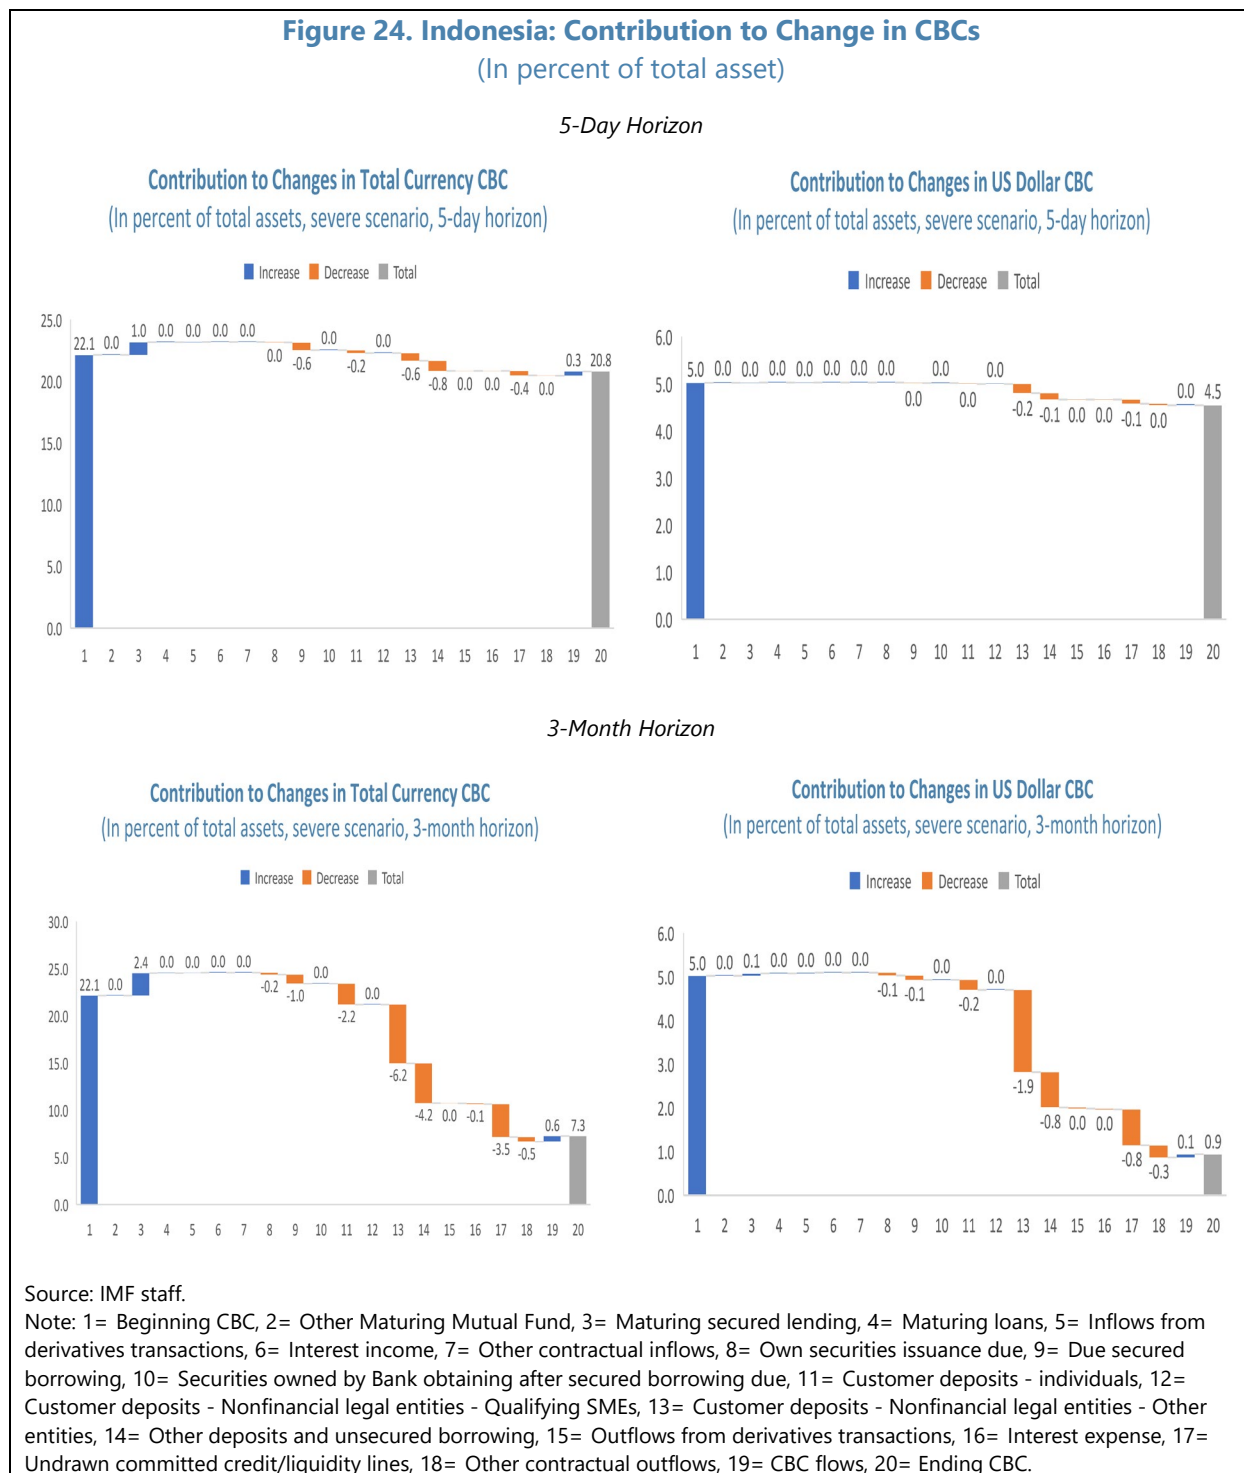 Figure 24. Indonesia: Contribution to Change in CBCs
(In percent of total asset)
5-Day Horizon
Contribution to Changes in Total Currency CBC
(In percent of total assets, severe scenario, 5-day horizon)
Increase Decrease Total
25.0
20.0
15.0
10.0
5.0
0.0
22.1 0.0 1.0 0.0 0.0 0.0 0.0 0.0 -0.6 0.0 -0.2 0.0 -0.6 -0.8 0.0 0.0 -0.4 0.0 0.3 20.8
1 2 3 4 5 6 7 8 9 10 11 12 13 14 15 16 17 18 19 20
Contribution to Changes in US Dollar CBC
(In percent of total assets, severe scenario, 5-day horizon)
Increase Decrease Total
6.0
5.0
4.0
3.0
2.0
1.0
0.0
5.0 0.0 0.0 0.0 0.0 0.0 0.0 0.0 0.0 0.0 0.0 0.0 -0.2 -0.1 0.0 0.0 -0.1 0.0 0.0 4.5
1 2 3 4 5 6 7 8 9 10 11 12 13 14 15 16 17 18 19 20
3-Month Horizon
Contribution to Changes in Total Currency CBC
(In percent of total assets, severe scenario, 3-month horizon)
Increase Decrease Total
30.0
25.0
20.0
15.0
10.0
5.0
0.0
22.1 0.0 2.4 0.0 0.0 0.0 0.0 -0.2 -1.0 0.0 -2.2 0.0 -6.2 -4.2 0.0 -0.1 -3.5 -0.5 0.6 7.3
1 2 3 4 5 6 7 8 9 10 11 12 13 14 15 16 17 18 19 20
Contribution to Changes in US Dollar CBC
(In percent of total assets, severe scenario, 3-month horizon)
Increase Decrease Total
6.0
5.0
4.0
3.0
2.0
1.0
0.0
5.0 0.0 0.1 0.0 0.0 0.0 0.0 -0.1 -0.1 0.0 -0.2 0.0 -1.9 -0.8 0.0 0.0 -0.8 -0.3 0.1 0.9
1 2 3 4 5 6 7 8 9 10 11 12 13 14 15 16 17 18 19 20
Source: IMF staff.
Note: 1= Beginning CBC, 2= Other Maturing Mutual Fund, 3= Maturing secured lending, 4= Maturing loans, 5= Inflows from
derivatives transactions, 6= Interest income, 7= Other contractual inflows, 8= Own securities issuance due, 9= Due secured
borrowing, 10= Securities owned by Bank obtaining after secured borrowing due, 11= Customer deposits - individuals, 12=
Customer deposits - Nonfinancial legal entities - Qualifying SMEs, 13= Customer deposits - Nonfinancial legal entities - Other
entities, 14= Other deposits and unsecured borrowing, 15= Outflows from derivatives transactions, 16= Interest expense, 17=
Undrawn committed credit/liquidity lines, 18= Other contractual outflows, 19= CBC flows, 20= Ending CBC.